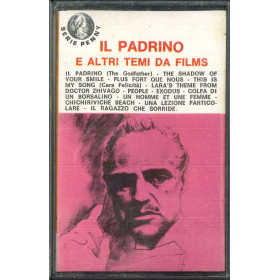 SERIE PENNY
IL PADRINO
E ALTRI TEMI DA FILMS
IL PADRINO (The Godfather) - THE SHADOW OF
YOUR SMILE - PLUS FORT QUE NOUS - THIS IS
MY SONG (Cara Felicità) - LARA'S THEME FROM
DOCTOR ZHIVAGO - PEOPLE - EXODUS - COLPA DI
UN BORSALINO - UN HOMME ET UNE FEMME -
CHICHIRIVICHE BEACH - UNA LEZIONE PARTICO-
LARE - IL RAGAZZO CHE SORRIDE.